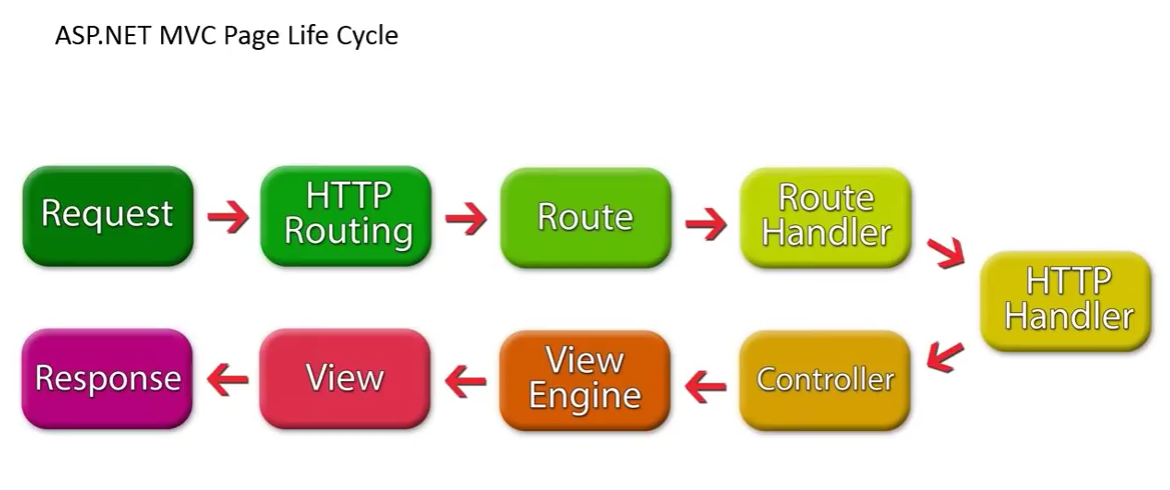 ASP.NET MVC Page Life Cycle
Request
HTTP
Routing
Route
Route
Handler
HTTP
Handler
Controller
View
Engine
View
Response